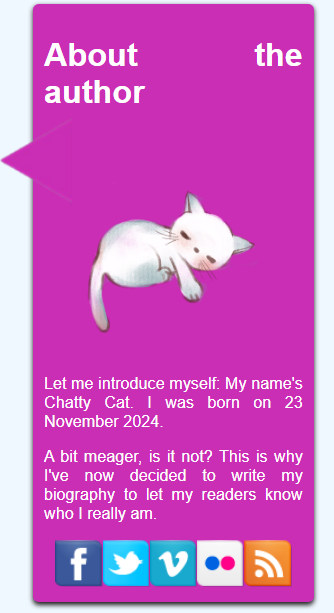 About the
author
Let me introduce myself: My name's
Chatty Cat. I was born on 23
November 2024.
A bit meager, is it not? This is why
I've now decided to write my
biography to let my readers know
who I really am.